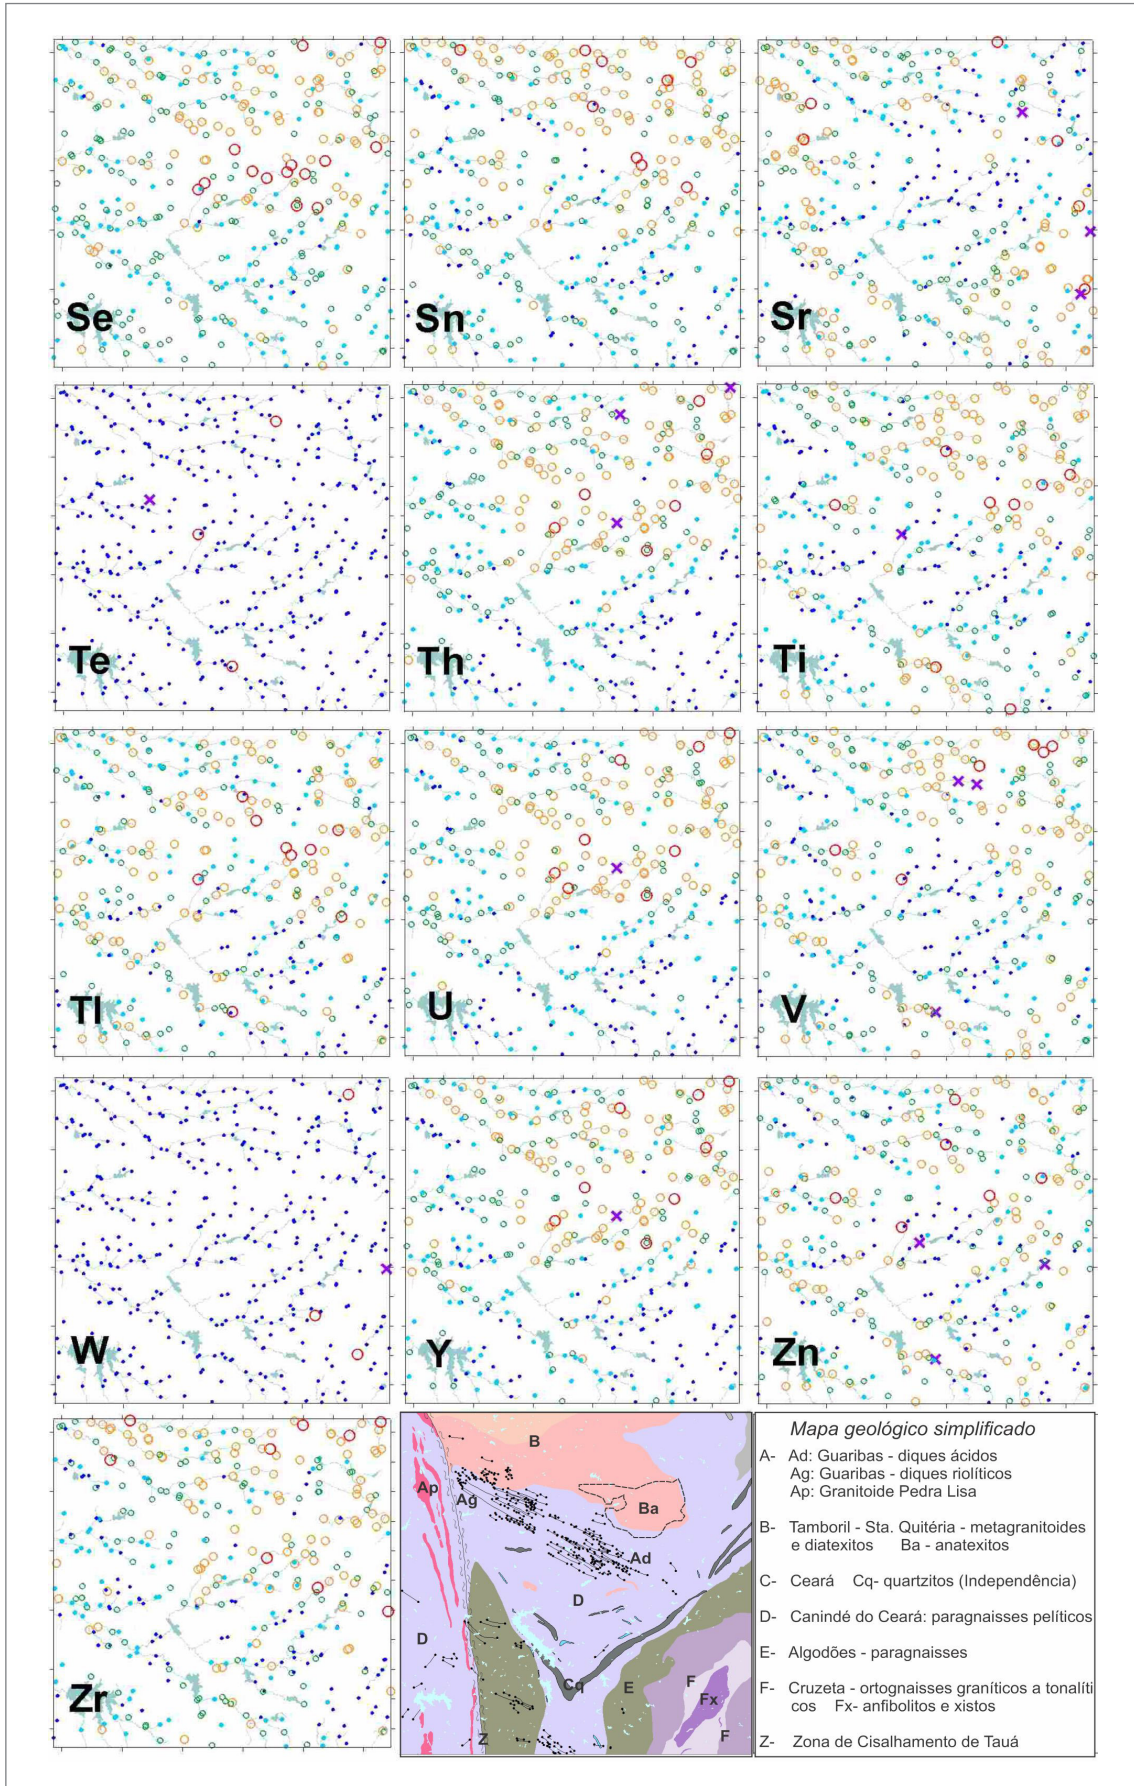 Se
Sn
Sr
Te
Th
Ti
Tl
U
V
W
Y
Zn
Zr
B
Ap
Ag
Ba
Ad
D
D
Cq
E
F
Fx
Z
F
Mapa geológico simplificado
A- Ad: Guaribas - diques ácidos
Ag: Guaribas - diques riolíticos
Ap: Granitoide Pedra Lisa
B- Tamboril - Sta. Quitéria - metagranitoides
e diatexitos Ba - anatexitos
C- Ceará Cq- quartzitos (Independência)
D- Canindé do Ceará: paragnaisses pelíticos
E- Algodões - paragnaisses
F- Cruzeta - ortognaisses graníticos a tonalíti
cos Fx- anfibolitos e xistos
Z- Zona de Cisalhamento de Tauá